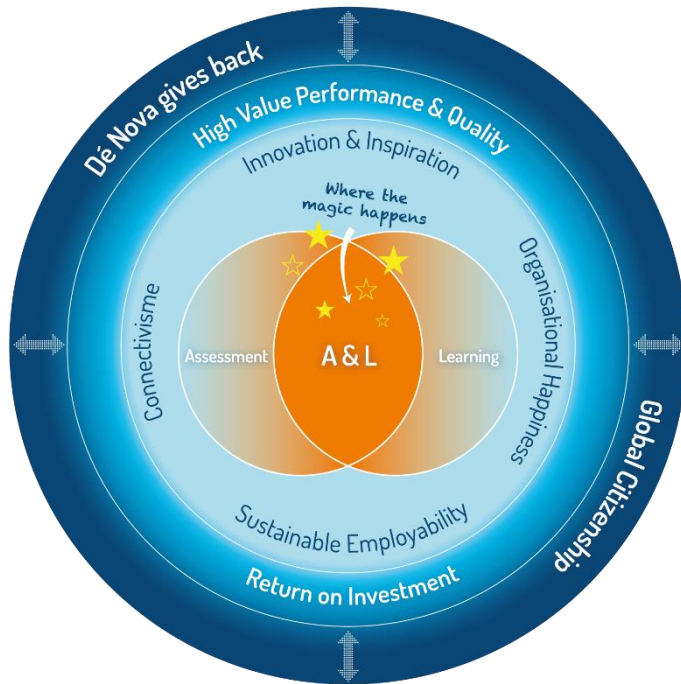 Dé Nova gives back
High Value Performance & Quality
Innovation & Inspiration
Where the
magic happens
Connectivisme
Organisational Happiness
Assessment
A & L
Learning
Sustainable Employability
Return on Investment
Global Citizenship